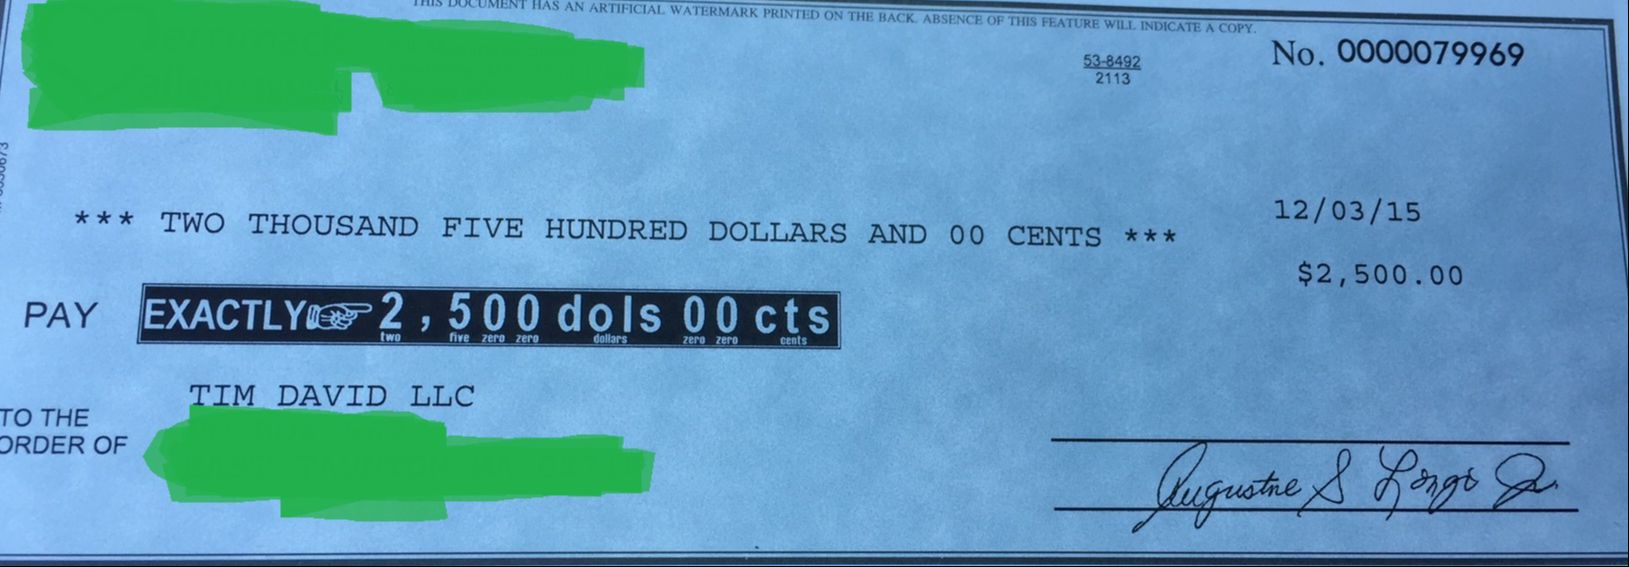 THIS DOCUMENT HAS AN ARTIFICIAL WATERMARK PRINTED ON THE BACK. ABSENCE OF THIS FEATURE WILL INDICATE A COPY.
53-8492
2113
No. 0000079969
*** TWO THOUSAND FIVE HUNDRED DOLLARS AND 00 CENTS ***
12/03/15
$2,500.00
PAY
EXACTLY 2,500 dols 00 cts
two five zero zero dollars zero zero cents
TIM DAVID LLC
TO THE
ORDER OF
Augustine S Longo Jr.